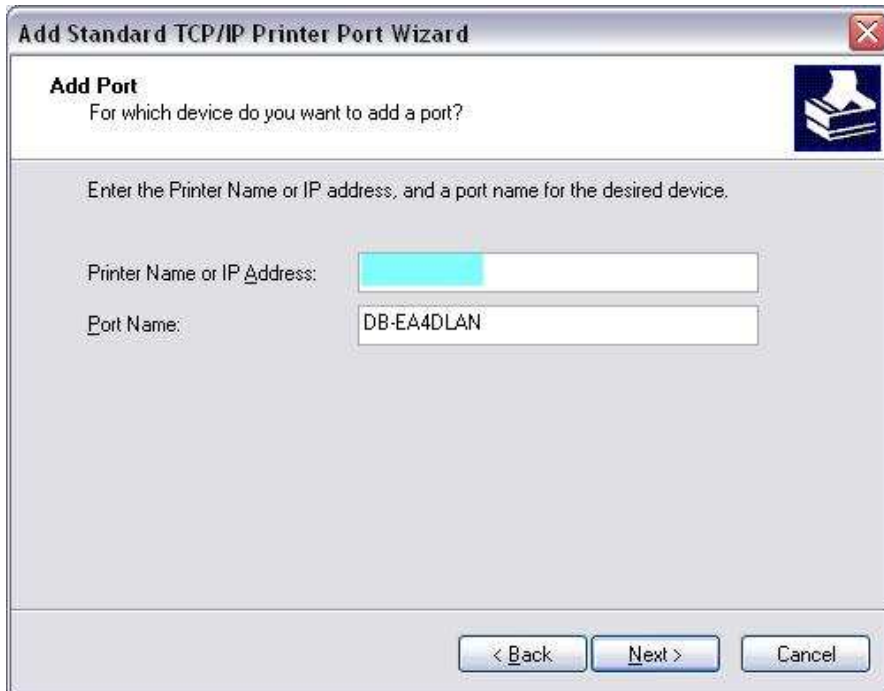 Add Standard TCP/IP Printer Port Wizard
Add Port
For which device do you want to add a port?
Enter the Printer Name or IP address, and a port name for the desired device.
Printer Name or IP Address:
Port Name: DB-EA4DLAN
< Back Next > Cancel